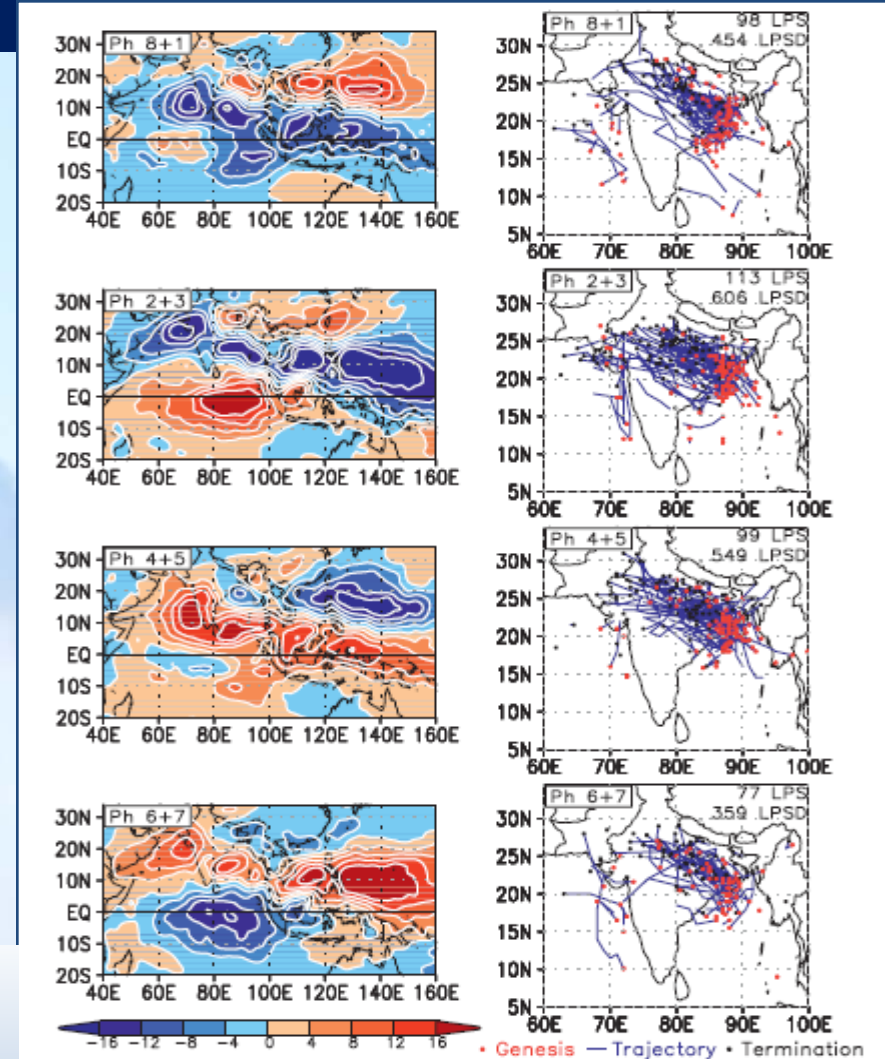 Ph 8+1
30N
20N
10N
EQ
10S
20S
40E 60E 80E 100E 120E 140E 160E
Ph 8+1
98 LPS
454 LPSD
30N
25N
20N
15N
10N
5N
60E 70E 80E 90E 100E
Ph 2+3
30N
20N
10N
EQ
10S
20S
40E 60E 80E 100E 120E 140E 160E
Ph 2+3
113 LPS
606 LPSD
30N
25N
20N
15N
10N
5N
60E 70E 80E 90E 100E
Ph 4+5
30N
20N
10N
EQ
10S
20S
40E 60E 80E 100E 120E 140E 160E
Ph 4+5
99 LPS
549 LPSD
30N
25N
20N
15N
10N
5N
60E 70E 80E 90E 100E
Ph 6+7
30N
20N
10N
EQ
10S
20S
40E 60E 80E 100E 120E 140E 160E
Ph 6+7
77 LPS
359 LPSD
30N
25N
20N
15N
10N
5N
60E 70E 80E 90E 100E
-16 -12 -8 -4 0 4 8 12 16
Genesis Trajectory Termination